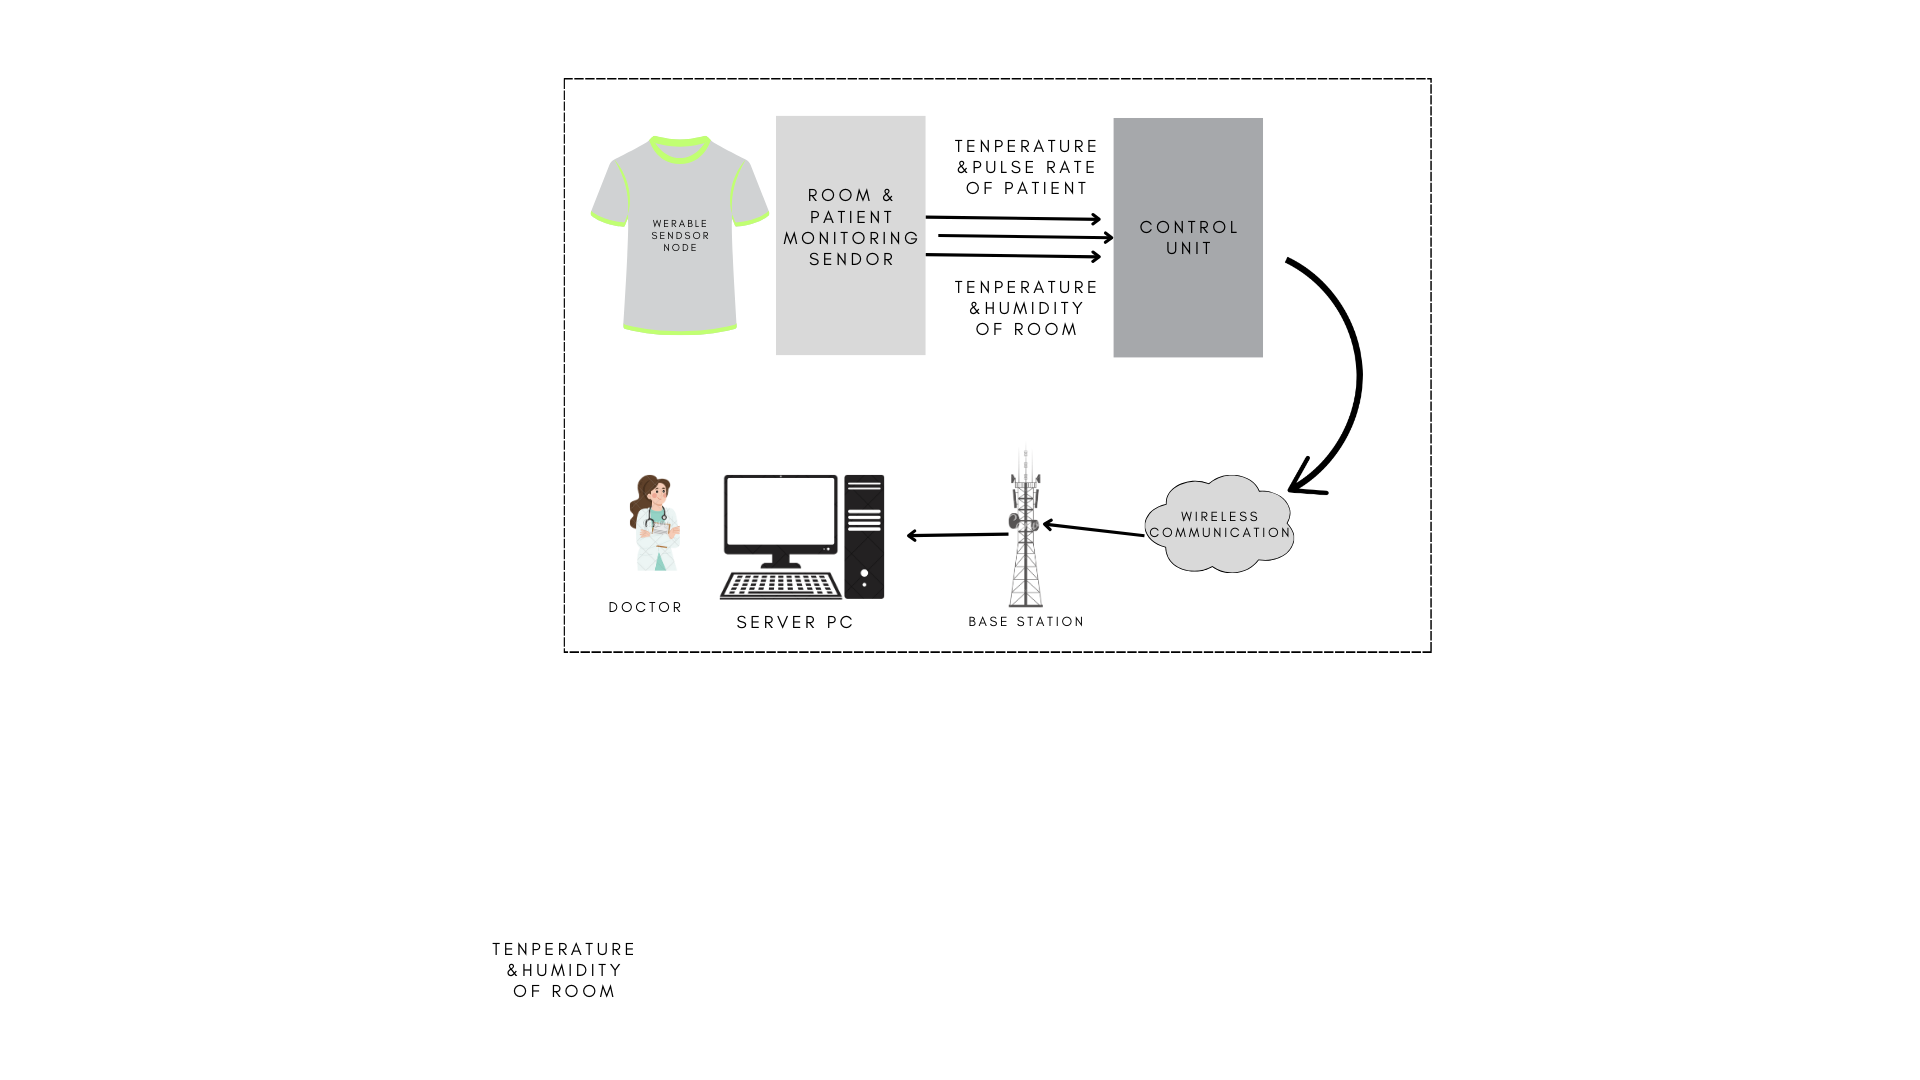 WERABLE
SENDSOR
NODE
ROOM &
PATIENT
MONITORING
SENDOR
TENPERATURE
&PULSE RATE
OF PATIENT
TENPERATURE
&HUMIDITY
OF ROOM
CONTROL
UNIT
WIRELESS
COMMUNICATION
BASE STATION
SERVER PC
DOCTOR
TENPERATURE
&HUMIDITY
OF ROOM